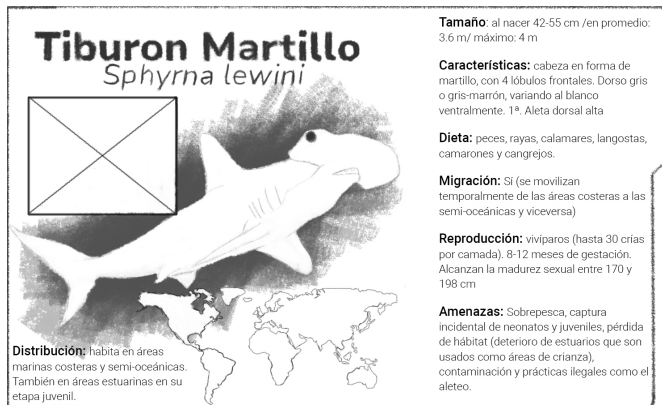 Tiburon Martillo
Sphyrna lewini
Distribución: habita en áreas
marinas costeras y semi-oceánicas.
También en áreas estuarinas en su
etapa juvenil.
Tamaño: al nacer 42-55 cm /en promedio:
3.6 m/ máximo: 4 m
Características: cabeza en forma de
martillo, con 4 lóbulos frontales. Dorso gris
o gris-marrón, variando al blanco
ventralmente. 1ª. Aleta dorsal alta
Dieta: peces, rayas, calamares, langostas,
camarones y cangrejos.
Migración: Sí (se movilizan
temporalmente de las áreas costeras a las
semi-oceánicas y viceversa)
Reproducción: vivíparos (hasta 30 crías
por camada). 8-12 meses de gestación.
Alcanzan la madurez sexual entre 170 y
198 cm
Amenazas: Sobrepesca, captura
incidental de neonatos y juveniles, pérdida
de hábitat (deterioro de estuarios que son
usados como áreas de crianza),
contaminación y prácticas ilegales como el
aleteo.